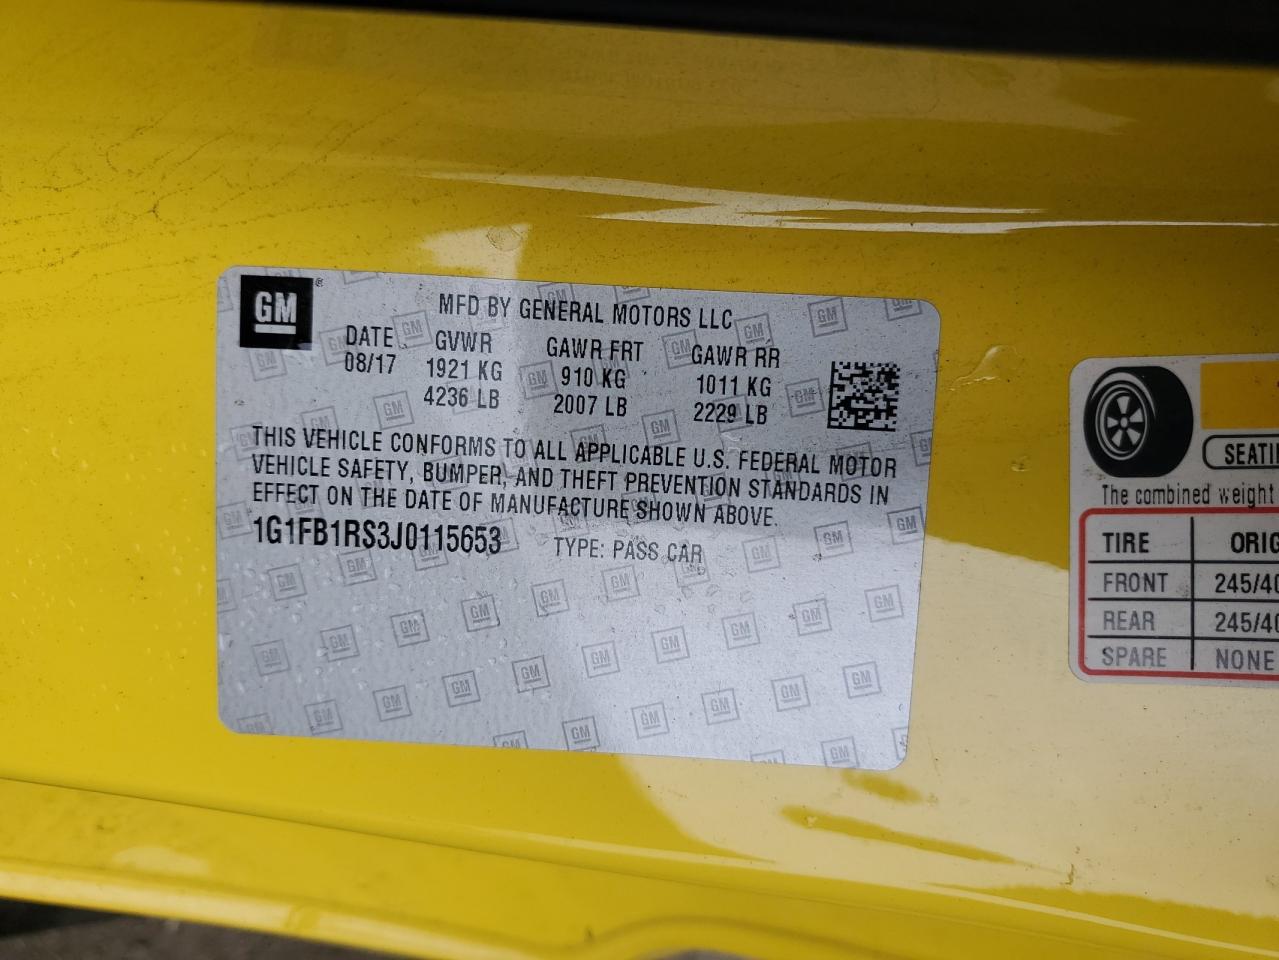 GM
MFD BY GENERAL MOTORS LLC
DATE GVWR GAWR FRT GAWR RR
08/17 1921 KG 910 KG 1011 KG
4236 LB 2007 LB 2229 LB
THIS VEHICLE CONFORMS TO ALL APPLICABLE U.S. FEDERAL MOTOR
VEHICLE SAFETY, BUMPER, AND THEFT PREVENTION STANDARDS IN
EFFECT ON THE DATE OF MANUFACTURE SHOWN ABOVE.
1G1FB1RS3J0115653 TYPE: PASS CAR
The combined weight
TIRE
FRONT 245/40
REAR 245/40
SPARE NONE